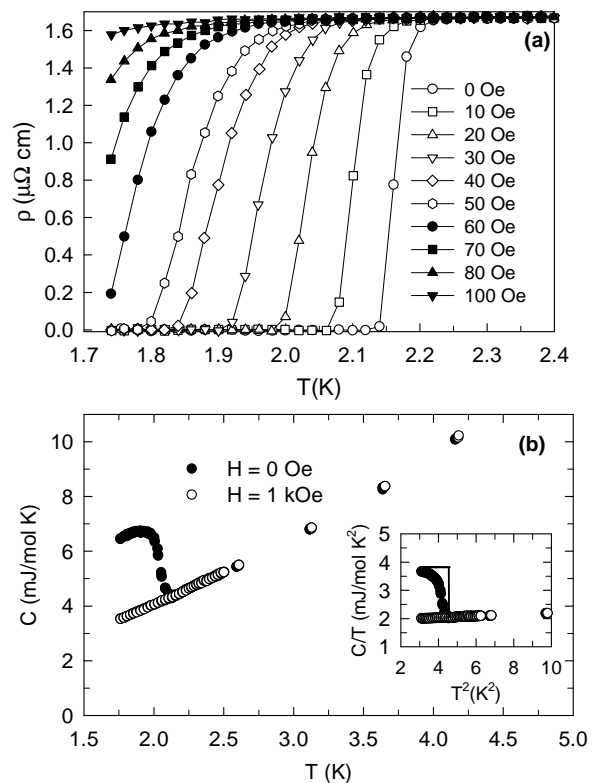 1.6
1.4
1.2
1.0
0.8
0.6
0.4
0.2
0.0
ρ (μΩ cm)
(a)
0 Oe
10 Oe
20 Oe
30 Oe
40 Oe
50 Oe
60 Oe
70 Oe
80 Oe
100 Oe
1.7 1.8 1.9 2.0 2.1 2.2 2.3 2.4
T(K)
10
8
6
4
2
0
C (mJ/mol K)
(b)
H = 0 Oe
H = 1 kOe
5
4
3
2
1
C/T (mJ/mol K²)
2 4 6 8 10
T²(K²)
1.5 2.0 2.5 3.0 3.5 4.0 4.5 5.0
T (K)